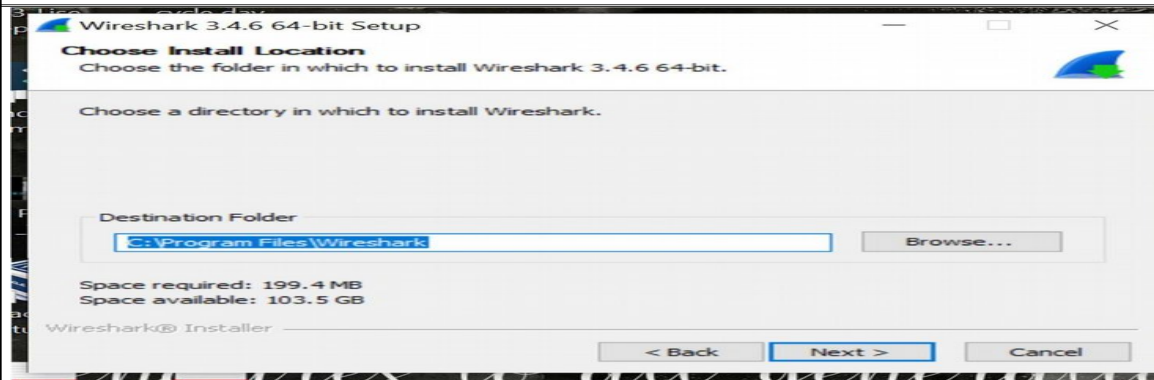 Wireshark 3.4.6 64-bit Setup
Choose Install Location
Choose the folder in which to install Wireshark 3.4.6 64-bit.
Choose a directory in which to install Wireshark.
Destination Folder
C:\Program Files\Wireshark
Browse...
Space required: 199.4 MB
Space available: 103.5 GB
Wireshark® Installer
< Back Next > Cancel